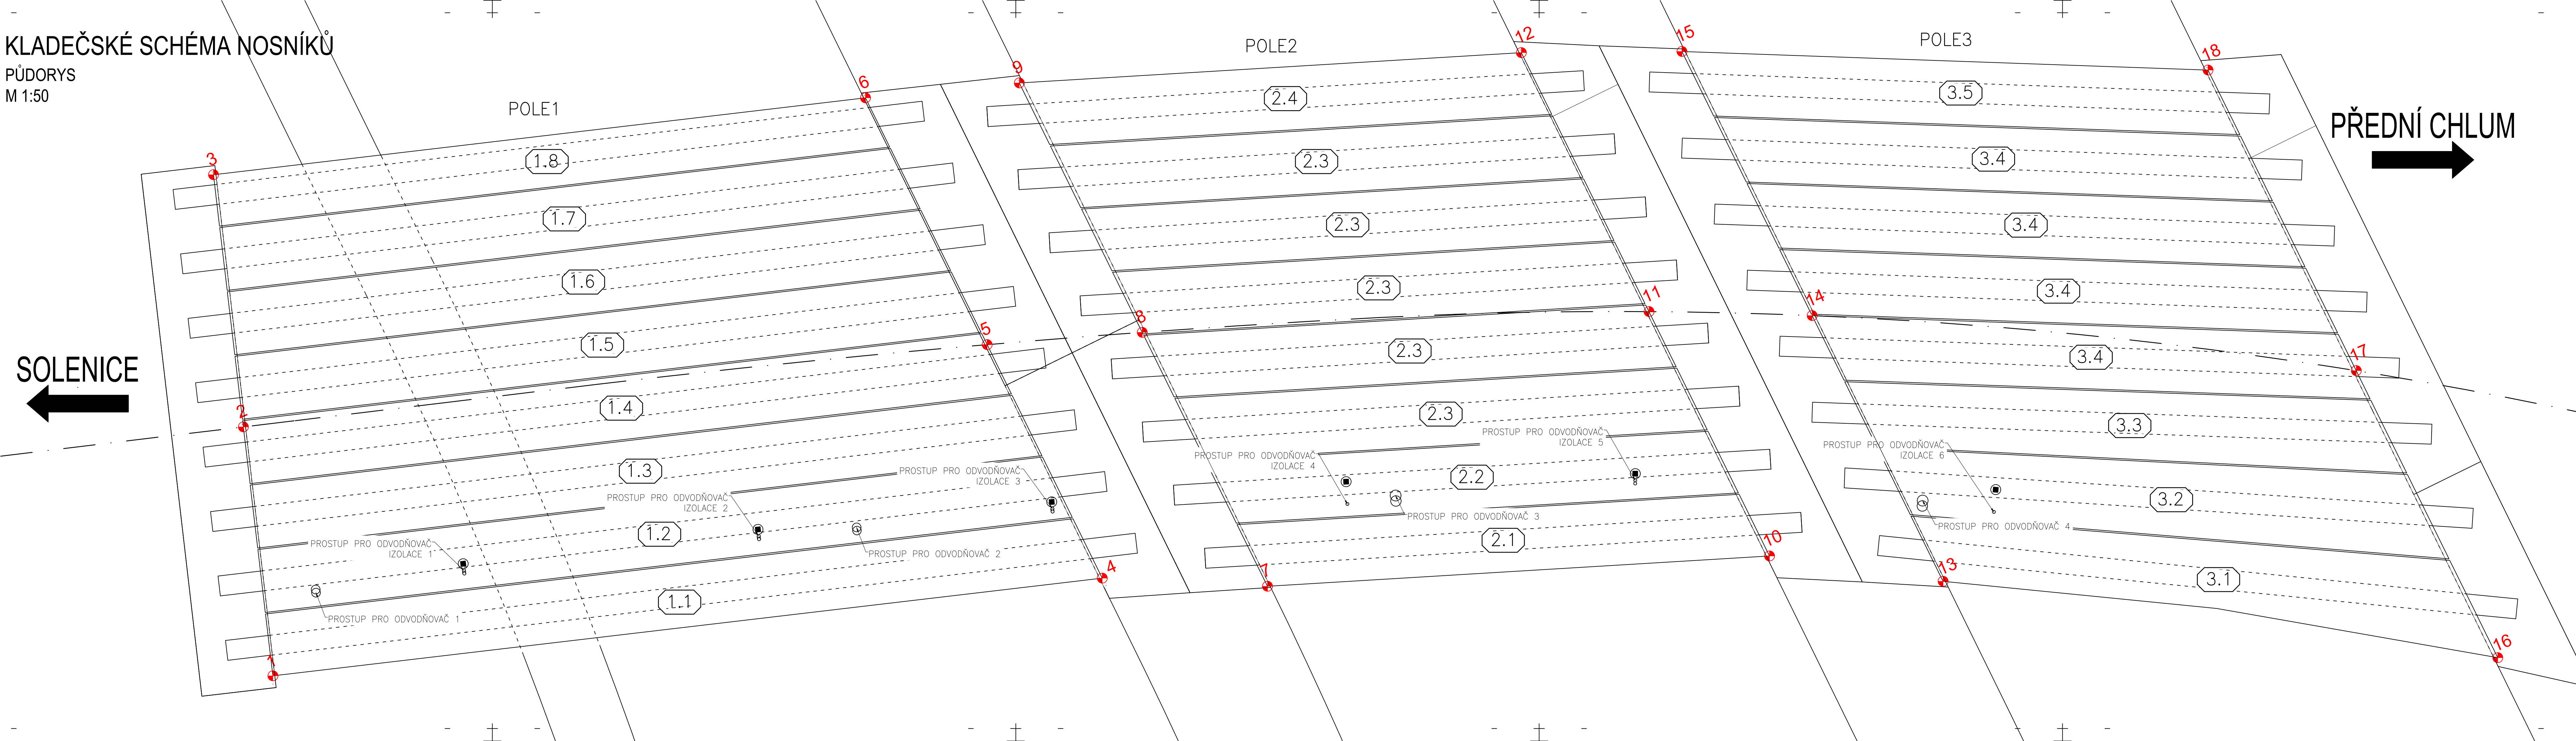 KLADEČSKÉ SCHÉMA NOSNÍKŮ
PŮDORYS
M 1:50
SOLENICE
PŘEDNÍ CHLUM
POLE1
3
6
2
5
1
4
1.8
1.7
1.6
1.5
1.4
1.3
1.2
1.1
PROSTUP PRO ODVODŇOVAČ
IZOLACE 1
PROSTUP PRO ODVODŇOVAČ 1
PROSTUP PRO ODVODŇOVAČ
IZOLACE 2
PROSTUP PRO ODVODŇOVAČ 2
PROSTUP PRO ODVODŇOVAČ
IZOLACE 3
POLE2
9
12
8
11
7
10
2.4
2.3
2.3
2.3
2.3
2.3
2.2
2.1
PROSTUP PRO ODVODŇOVAČ
IZOLACE 4
PROSTUP PRO ODVODŇOVAČ 3
PROSTUP PRO ODVODŇOVAČ
IZOLACE 5
POLE3
15
18
14
17
13
16
3.5
3.4
3.4
3.4
3.4
3.3
3.2
3.1
PROSTUP PRO ODVODŇOVAČ
IZOLACE 6
PROSTUP PRO ODVODŇOVAČ 4